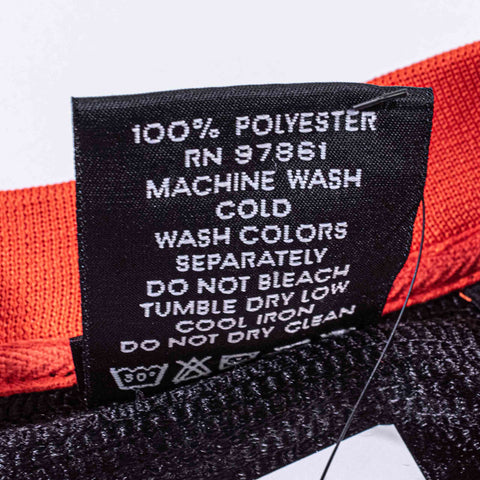 100% POLYESTER
RN 97861
MACHINE WASH
COLD
WASH COLORS
SEPARATELY
DO NOT BLEACH
TUMBLE DRY LOW
COOL IRON
DO NOT DRY CLEAN
30°